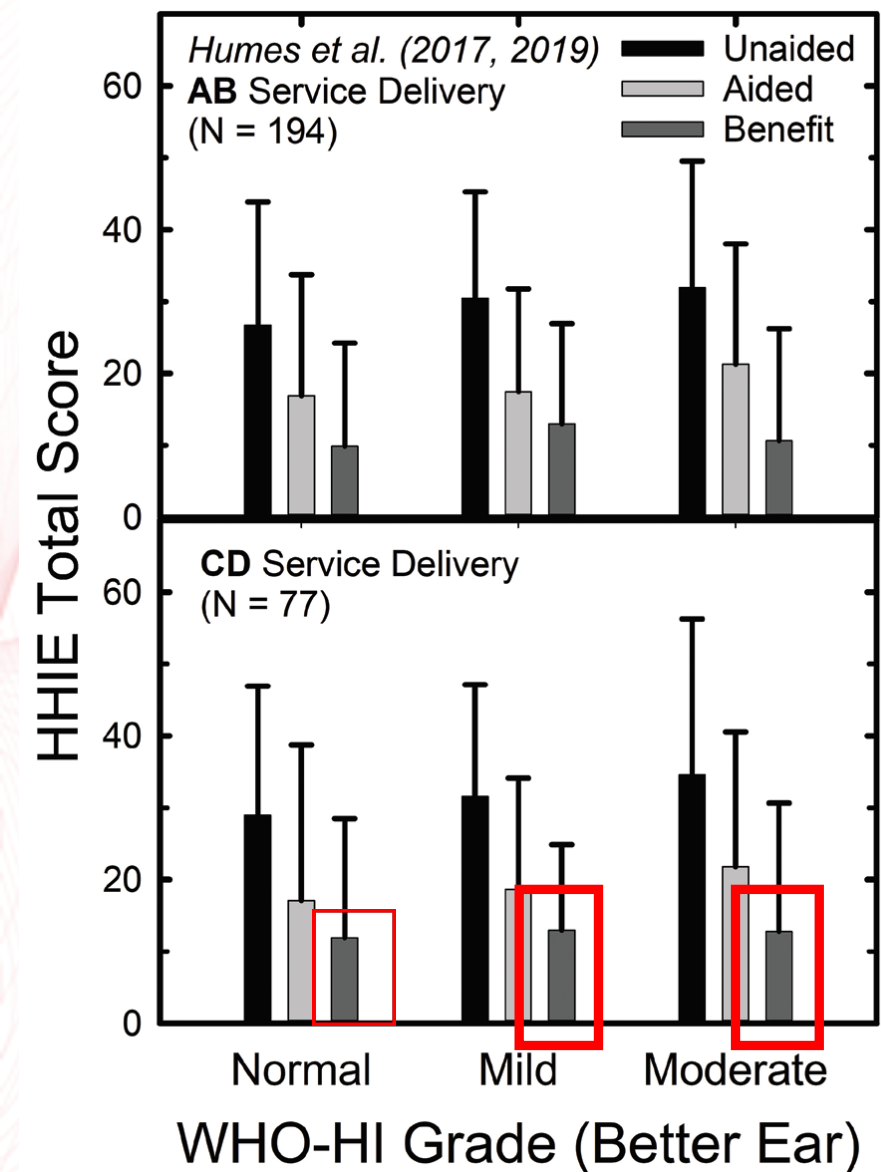 Humes et al. (2017, 2019)
AB Service Delivery
(N = 194)
Unaided
Aided
Benefit
60
40
20
0
CD Service Delivery
(N = 77)
60
40
20
0
HHIE Total Score
Normal Mild Moderate
WHO-HI Grade (Better Ear)